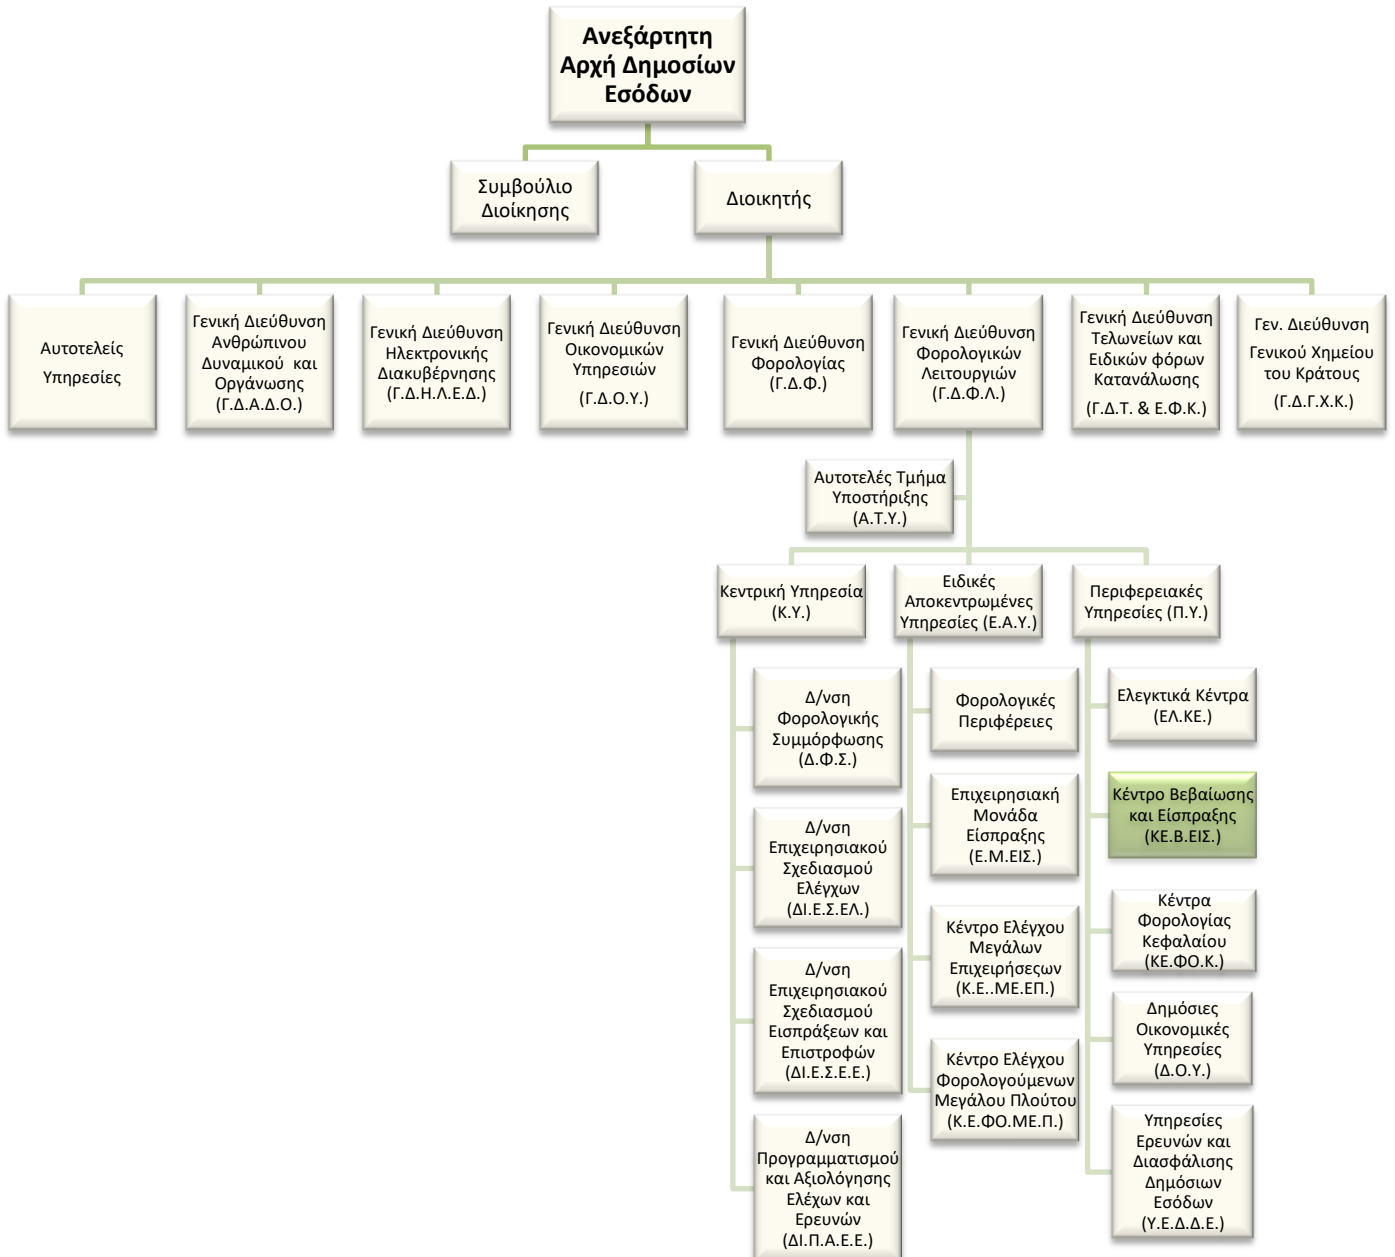 Ανεξάρτητη
Αρχή Δημοσίων
Εσόδων
Συμβούλιο
Διοίκησης
Διοικητής
Αυτοτελείς
Υπηρεσίες
Γενική Διεύθυνση
Ανθρώπινου
Δυναμικού και
Οργάνωσης
(Γ.Δ.Α.Δ.Ο.)
Γενική Διεύθυνση
Ηλεκτρονικής
Διακυβέρνησης
(Γ.Δ.Η.Λ.Ε.Δ.)
Γενική Διεύθυνση
Οικονομικών
Υπηρεσιών
(Γ.Δ.Ο.Υ.)
Γενική Διεύθυνση
Φορολογίας
(Γ.Δ.Φ.)
Γενική Διεύθυνση
Φορολογικών
Λειτουργιών
(Γ.Δ.Φ.Λ.)
Γενική Διεύθυνση
Τελωνείων και
Ειδικών φόρων
Κατανάλωσης
(Γ.Δ.Τ. & Ε.Φ.Κ.)
Γεν. Διεύθυνση
Γενικού Χημείου
του Κράτους
(Γ.Δ.Γ.Χ.Κ.)
Αυτοτελές Τμήμα
Υποστήριξης
(Α.Τ.Υ.)
Κεντρική Υπηρεσία
(Κ.Υ.)
Δ/νση
Φορολογικής
Συμμόρφωσης
(Δ.Φ.Σ.)
Δ/νση
Επιχειρησιακού
Σχεδιασμού
Ελέγχων
(ΔΙ.Ε.Σ.ΕΛ.)
Δ/νση
Επιχειρησιακού
Σχεδιασμού
Εισπράξεων και
Επιστροφών
(ΔΙ.Ε.Σ.Ε.Ε.)
Δ/νση
Προγραμματισμού
και Αξιολόγησης
Ελέχων και
Ερευνών
(ΔΙ.Π.Α.Ε.Ε.)
Ειδικές
Αποκεντρωμένες
Υπηρεσίες (Ε.Α.Υ.)
Φορολογικές
Περιφέρειες
Επιχειρησιακή
Μονάδα
Είσπραξης
(Ε.Μ.ΕΙΣ.)
Κέντρο Ελέγχου
Μεγάλων
Επιχειρήσεςων
(Κ.Ε..ΜΕ.ΕΠ.)
Κέντρο Ελέγχου
Φορολογούμενων
Μεγάλου Πλούτου
(Κ.Ε.ΦΟ.ΜΕ.Π.)
Περιφερειακές
Υπηρεσίες (Π.Υ.)
Ελεγκτικά Κέντρα
(ΕΛ.ΚΕ.)
Κέντρο Βεβαίωσης
και Είσπραξης
(ΚΕ.Β.ΕΙΣ.)
Κέντρα
Φορολογίας
Κεφαλαίου
(ΚΕ.ΦΟ.Κ.)
Δημόσιες
Οικονομικές
Υπηρεσίες
(Δ.Ο.Υ.)
Υπηρεσίες
Ερευνών και
Διασφάλισης
Δημόσιων
Εσόδων
(Υ.Ε.Δ.Δ.Ε.)